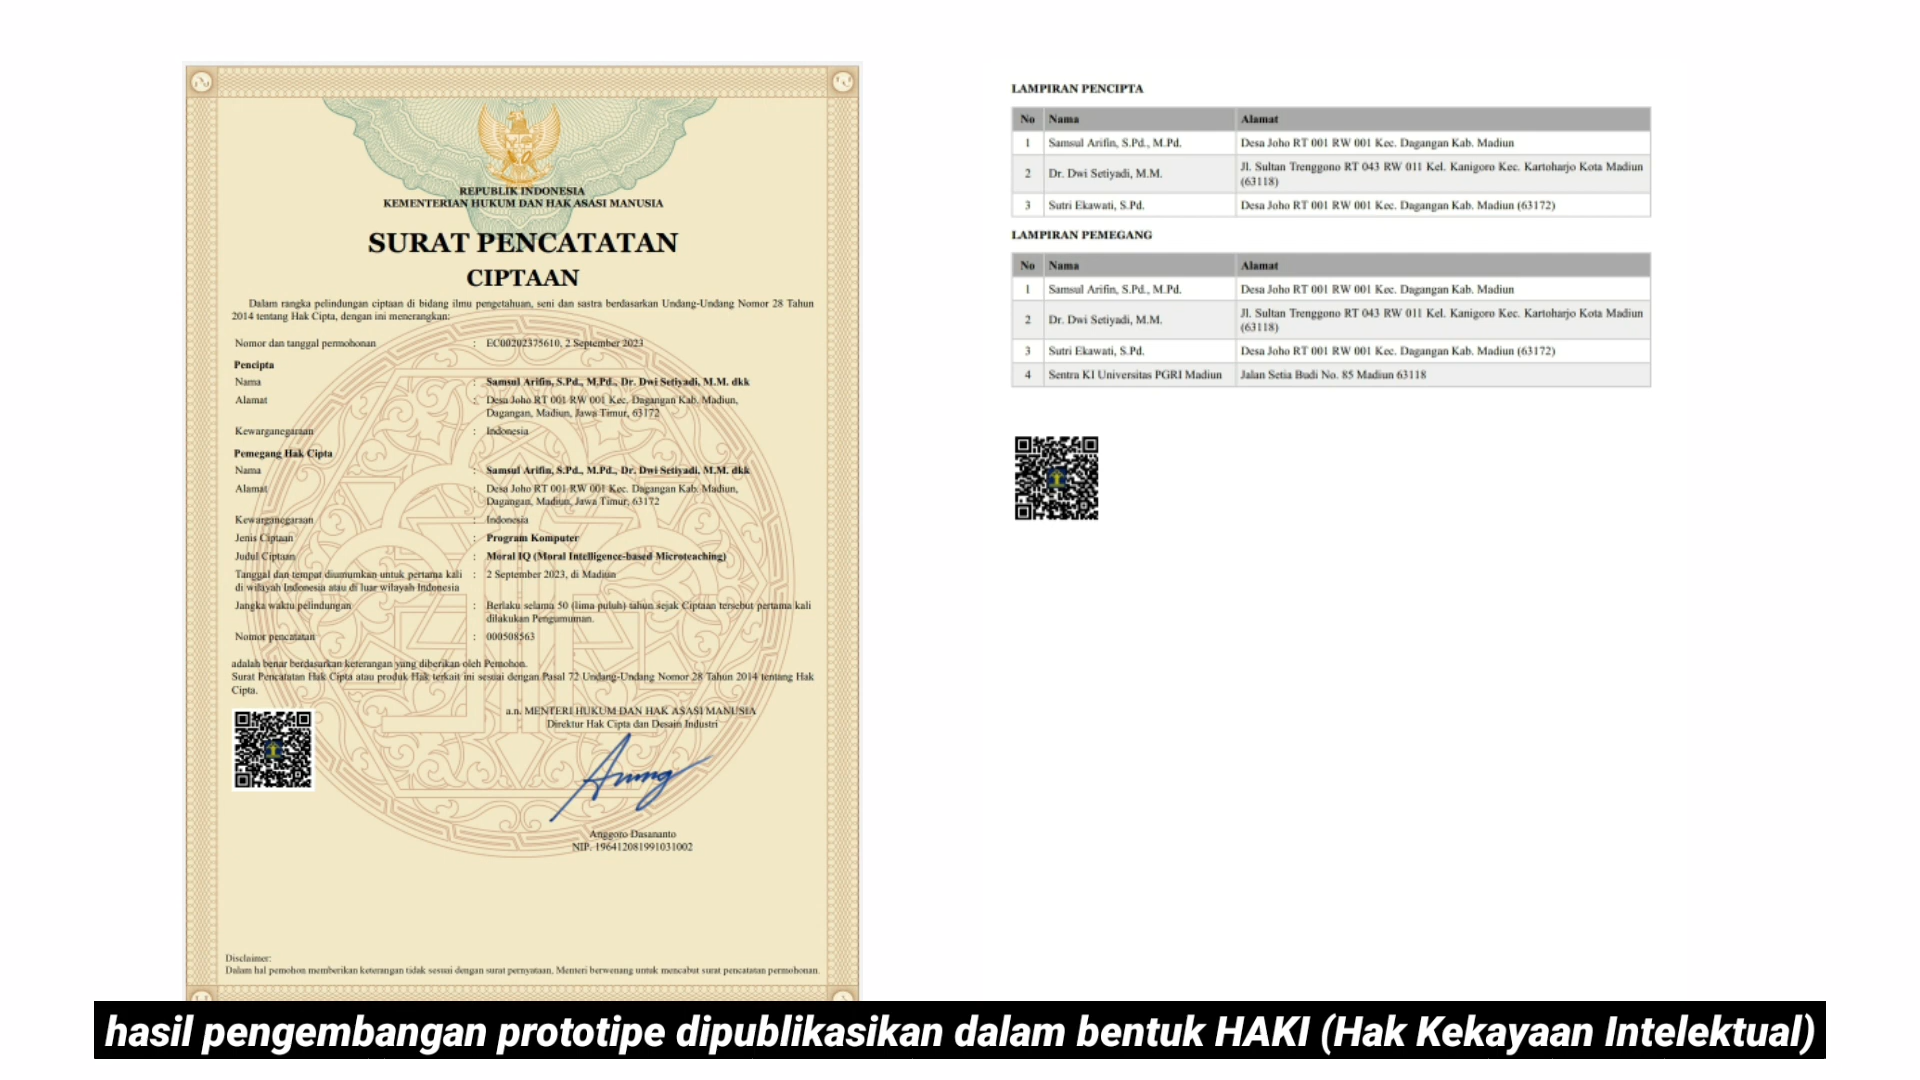 REPUBLIK INDONESIA
KEMENTERIAN HUKUM DAN HAK ASASI MANUSIA
SURAT PENCATATAN
CIPTAAN
Dalam rangka pelindungan ciptaan di bidang ilmu pengetahuan, seni dan sastra berdasarkan Undang-Undang Nomor 28 Tahun
2014 tentang Hak Cipta, dengan ini menerangkan:
Nomor dan tanggal permohonan : EC00202375610, 2 September 2023
Pencipta
Nama : Samsul Arifin, S.Pd., M.Pd., Dr. Dwi Setiyadi, M.M. dkk
Alamat : Desa Joho RT 001 RW 001 Kec. Dagangan Kab. Madiun,
Dagangan, Madiun, Jawa Timur, 63172
Kewarganegaraan : Indonesia
Pemegang Hak Cipta
Nama : Samsul Arifin, S.Pd., M.Pd., Dr. Dwi Setiyadi, M.M. dkk
Alamat : Desa Joho RT 001 RW 001 Kec. Dagangan Kab. Madiun,
Dagangan, Madiun, Jawa Timur, 63172
Kewarganegaraan : Indonesia
Jenis Ciptaan : Program Komputer
Judul Ciptaan : Moral IQ (Moral Intelligence-based Microteaching)
Tanggal dan tempat diumumkan untuk pertama kali : 2 September 2023, di Madiun
di wilayah Indonesia atau di luar wilayah Indonesia
Jangka waktu pelindungan : Berlaku selama 50 (lima puluh) tahun sejak Ciptaan tersebut pertama kali
dilakukan Pengumuman.
Nomor pencatatan : 000508563
adalah benar berdasarkan keterangan yang diberikan oleh Pemohon.
Surat Pencatatan Hak Cipta atau produk Hak terkait ini sesuai dengan Pasal 72 Undang-Undang Nomor 28 Tahun 2014 tentang Hak
Cipta.
a.n. MENTERI HUKUM DAN HAK ASASI MANUSIA
Direktur Hak Cipta dan Desain Industri
Anggoro Dasananto
NIP. 196412081991031002
Disclaimer:
Dalam hal pemohon memberikan keterangan tidak sesuai dengan surat pernyataan, Menteri berwenang untuk mencabut surat pencatatan permohonan.
LAMPIRAN PENCIPTA
No Nama Alamat
1 Samsul Arifin, S.Pd., M.Pd. Desa Joho RT 001 RW 001 Kec. Dagangan Kab. Madiun
2 Dr. Dwi Setiyadi, M.M. Jl. Sultan Trenggono RT 043 RW 011 Kel. Kanigoro Kec. Kartoharjo Kota Madiun
(63118)
3 Sutri Ekawati, S.Pd. Desa Joho RT 001 RW 001 Kec. Dagangan Kab. Madiun (63172)
LAMPIRAN PEMEGANG
No Nama Alamat
1 Samsul Arifin, S.Pd., M.Pd. Desa Joho RT 001 RW 001 Kec. Dagangan Kab. Madiun
2 Dr. Dwi Setiyadi, M.M. Jl. Sultan Trenggono RT 043 RW 011 Kel. Kanigoro Kec. Kartoharjo Kota Madiun
(63118)
3 Sutri Ekawati, S.Pd. Desa Joho RT 001 RW 001 Kec. Dagangan Kab. Madiun (63172)
4 Sentra KI Universitas PGRI Madiun Jalan Setia Budi No. 85 Madiun 63118
hasil pengembangan prototipe dipublikasikan dalam bentuk HAKI (Hak Kekayaan Intelektual)